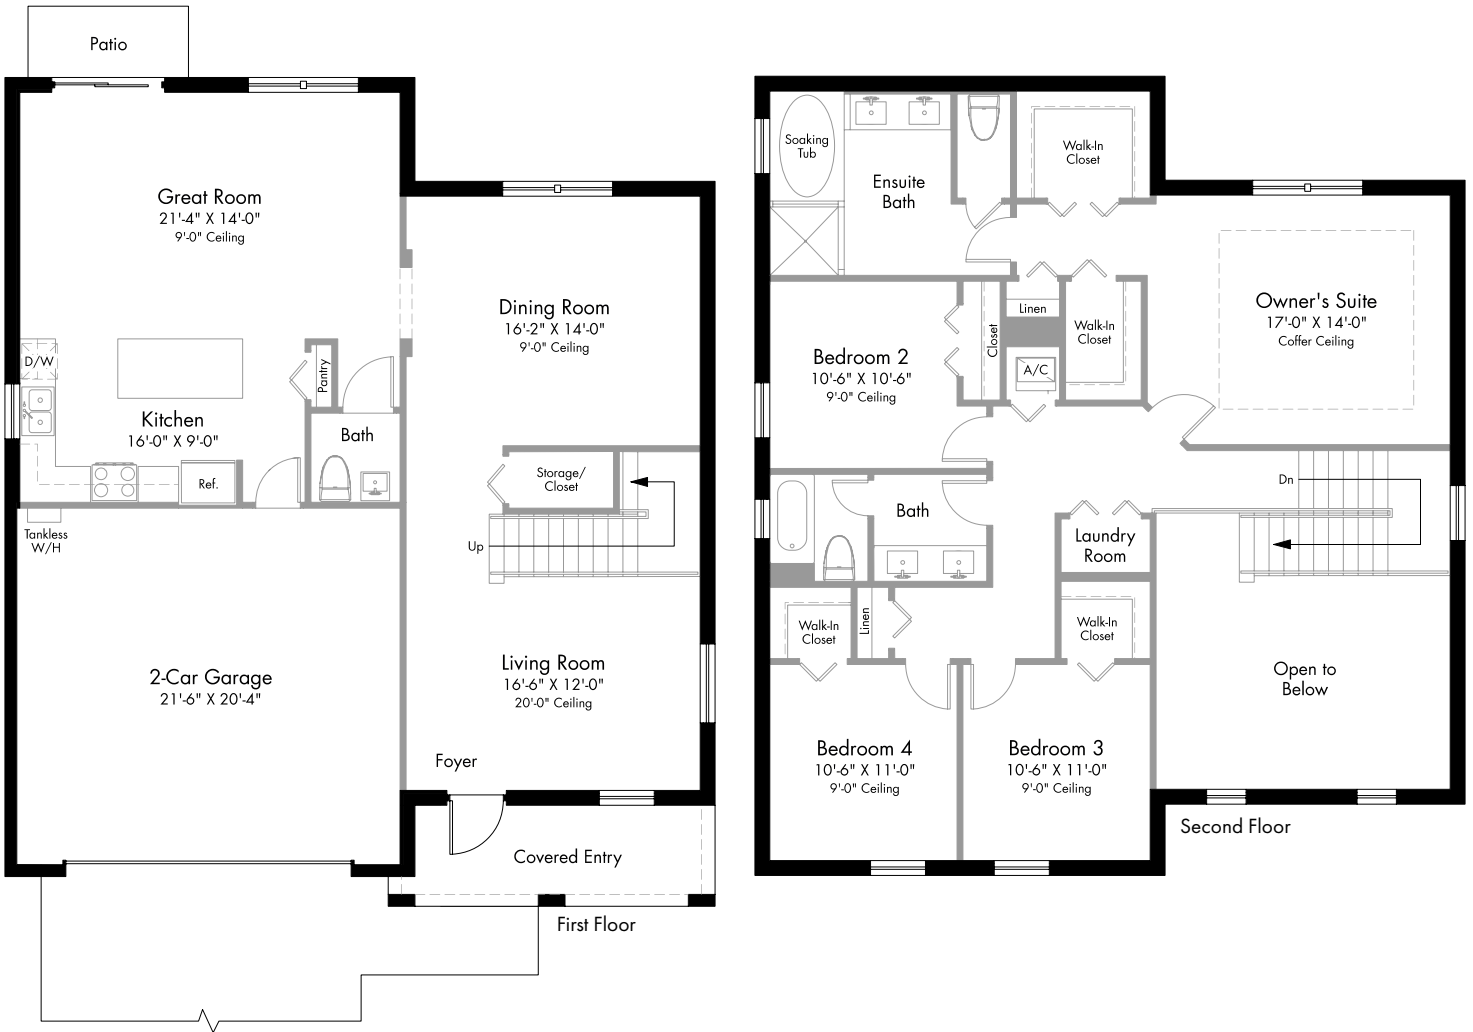 Patio
Great Room
21'-4" X 14'-0"
9'-0" Ceiling
Dining Room
16'-2" X 14'-0"
9'-0" Ceiling
D/W
Pantry
Kitchen
16'-0" X 9'-0"
Bath
Ref.
Storage/
Closet
Up
Tankless
W/H
2-Car Garage
21'-6" X 20'-4"
Living Room
16'-6" X 12'-0"
20'-0" Ceiling
Foyer
Covered Entry
First Floor
Soaking
Tub
Ensuite
Bath
Walk-In
Closet
Owner's Suite
17'-0" X 14'-0"
Coffer Ceiling
Linen
Walk-In
Closet
Closet
A/C
Bedroom 2
10'-6" X 10'-6"
9'-0" Ceiling
Bath
Dn
Laundry
Room
Walk-In
Closet
Linen
Walk-In
Closet
Open to
Below
Bedroom 4
10'-6" X 11'-0"
9'-0" Ceiling
Bedroom 3
10'-6" X 11'-0"
9'-0" Ceiling
Second Floor